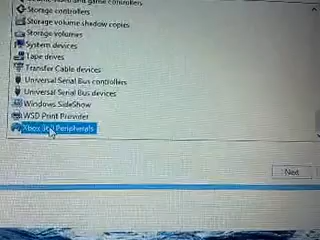 Sound, video and game controllers
Storage controllers
Storage volume shadow copies
Storage volumes
System devices
Tape drives
Transfer Cable devices
Universal Serial Bus controllers
Universal Serial Bus devices
Windows SideShow
WSD Print Provider
Xbox 360 Peripherals
Next